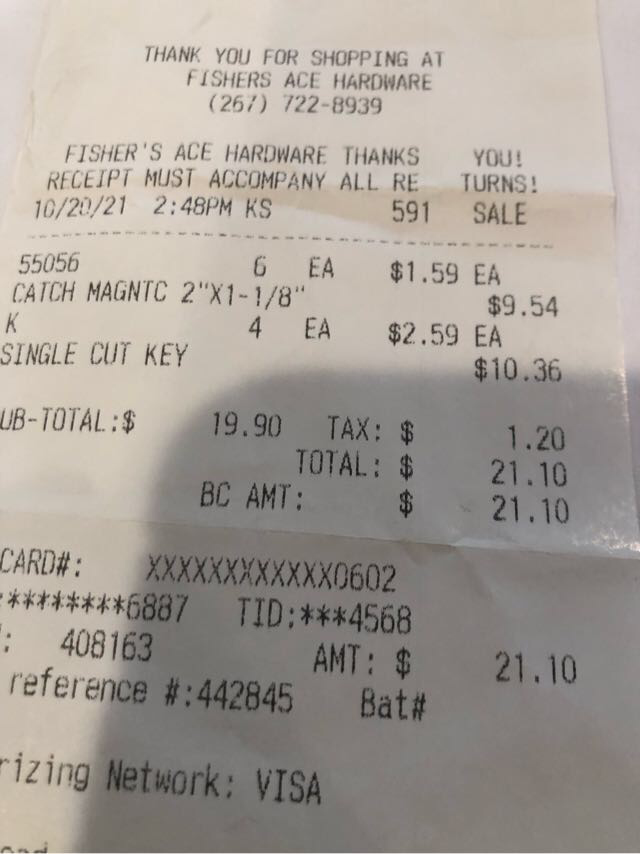 THANK YOU FOR SHOPPING AT
FISHERS ACE HARDWARE
(267) 722-8939
FISHER'S ACE HARDWARE THANKS YOU!
RECEIPT MUST ACCOMPANY ALL RE TURNS!
10/20/21 2:48PM KS 591 SALE
55056 6 EA $1.59 EA
CATCH MAGNTC 2"X1-1/8" $9.54
K 4 EA $2.59 EA
SINGLE CUT KEY $10.36
UB-TOTAL:$ 19.90 TAX: $ 1.20
TOTAL: $ 21.10
BC AMT: $ 21.10
CARD#: XXXXXXXXXXXX0602
*********6887 TID:***4568
: 408163 AMT: $ 21.10
reference #:442845 Bat#
rizing Network: VISA